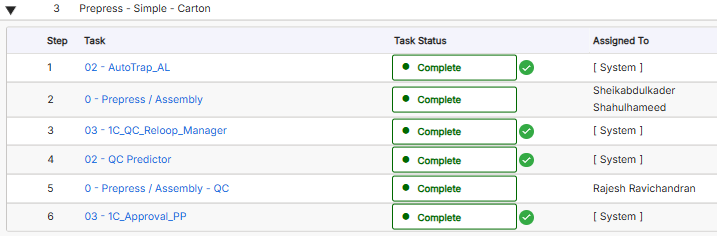 3 Prepress - Simple - Carton
Step Task Task Status Assigned To
1 02 - AutoTrap_AL Complete [ System ]
2 0 - Prepress / Assembly Complete Sheikabdulkader
Shahulhameed
3 03 - 1C_QC_Reloop_Manager Complete [ System ]
4 02 - QC Predictor Complete [ System ]
5 0 - Prepress / Assembly - QC Complete Rajesh Ravichandran
6 03 - 1C_Approval_PP Complete [ System ]